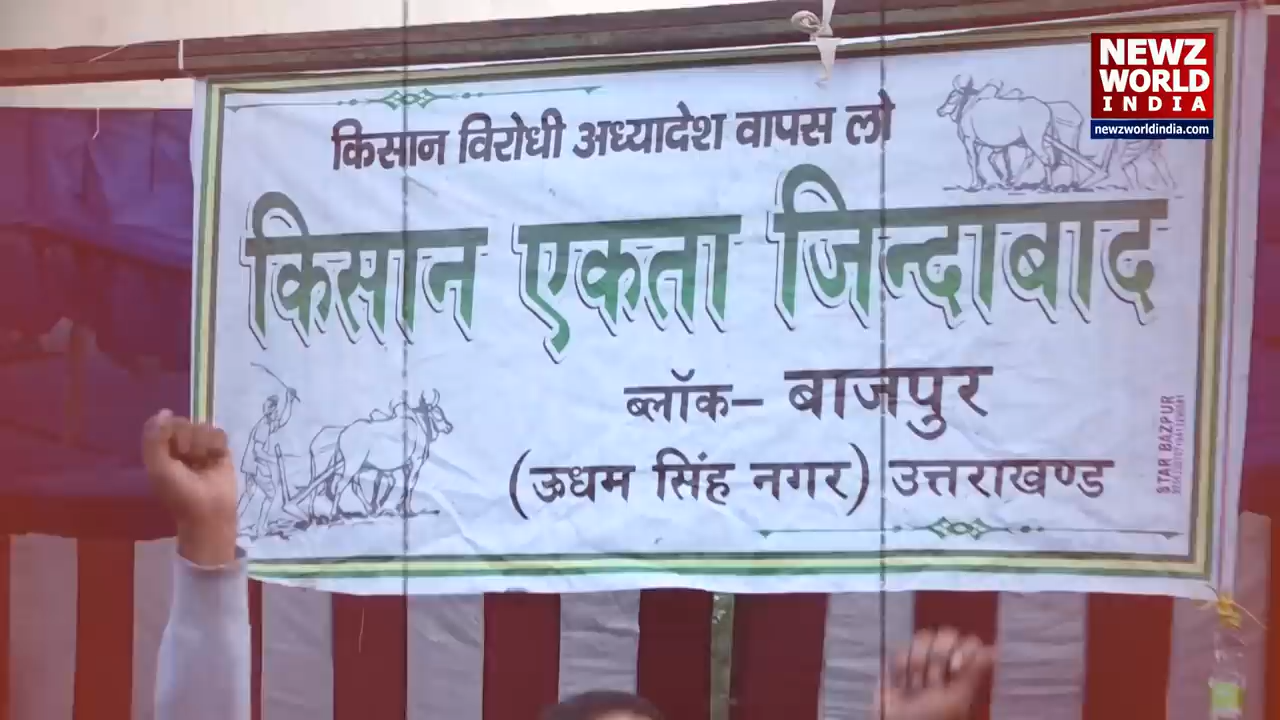 किसान विरोधी अध्यादेश वापस लो
किसान एकता जिन्दाबाद
ब्लॉक– बाजपुर
(ऊधम सिंह नगर) उत्तराखण्ड
STAR BAZPUR
NEWZ
WORLD
INDIA
newzworldindia.com